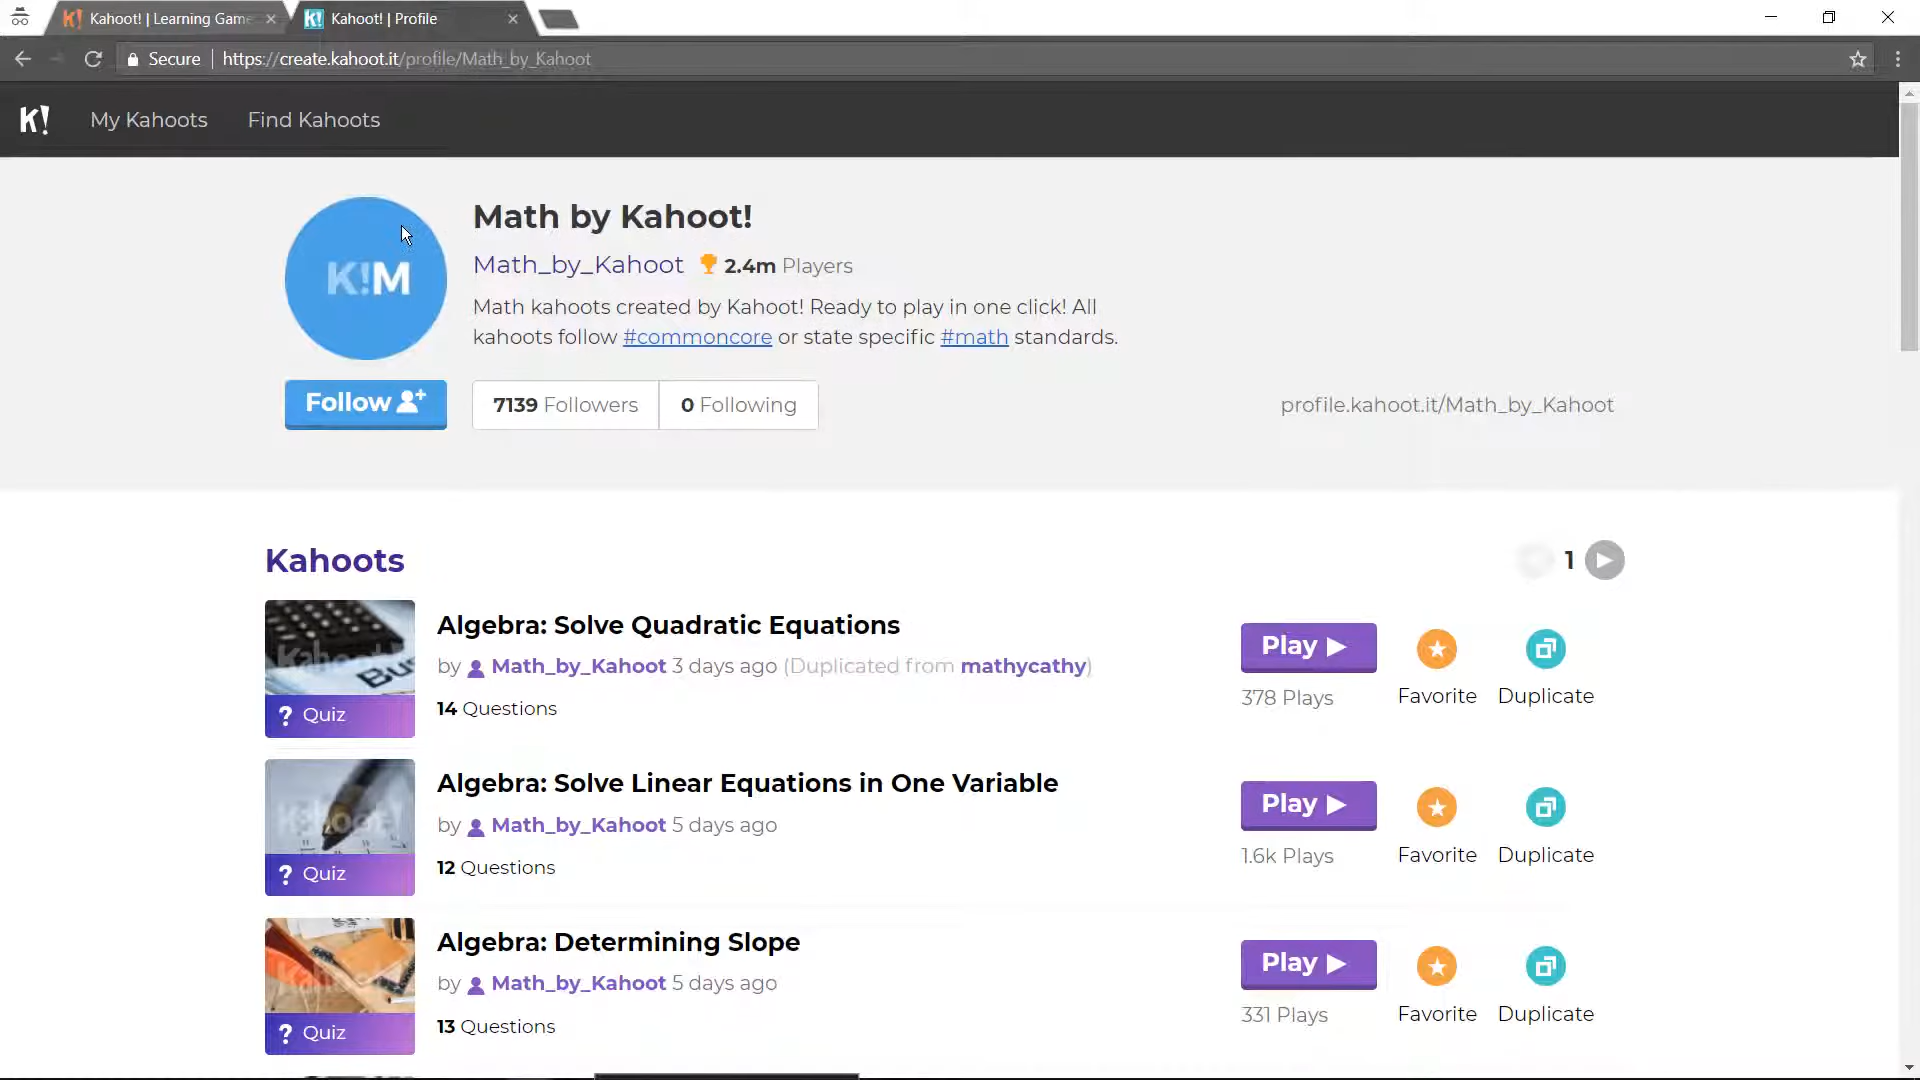 Kahoot! | Learning Game
Kahoot! | Profile
Secure
https://create.kahoot.it/profile/Math_by_Kahoot
K!
My Kahoots
Find Kahoots
K!M
Math by Kahoot!
Math_by_Kahoot
2.4m Players
Math kahoots created by Kahoot! Ready to play in one click! All
kahoots follow #commoncore or state specific #math standards.
Follow
7139 Followers
0 Following
profile.kahoot.it/Math_by_Kahoot
Kahoots
1
Algebra: Solve Quadratic Equations
by Math_by_Kahoot 3 days ago (Duplicated from mathycathy)
14 Questions
? Quiz
Play
378 Plays
Favorite
Duplicate
Algebra: Solve Linear Equations in One Variable
by Math_by_Kahoot 5 days ago
12 Questions
? Quiz
Play
1.6k Plays
Favorite
Duplicate
Algebra: Determining Slope
by Math_by_Kahoot 5 days ago
13 Questions
? Quiz
Play
331 Plays
Favorite
Duplicate